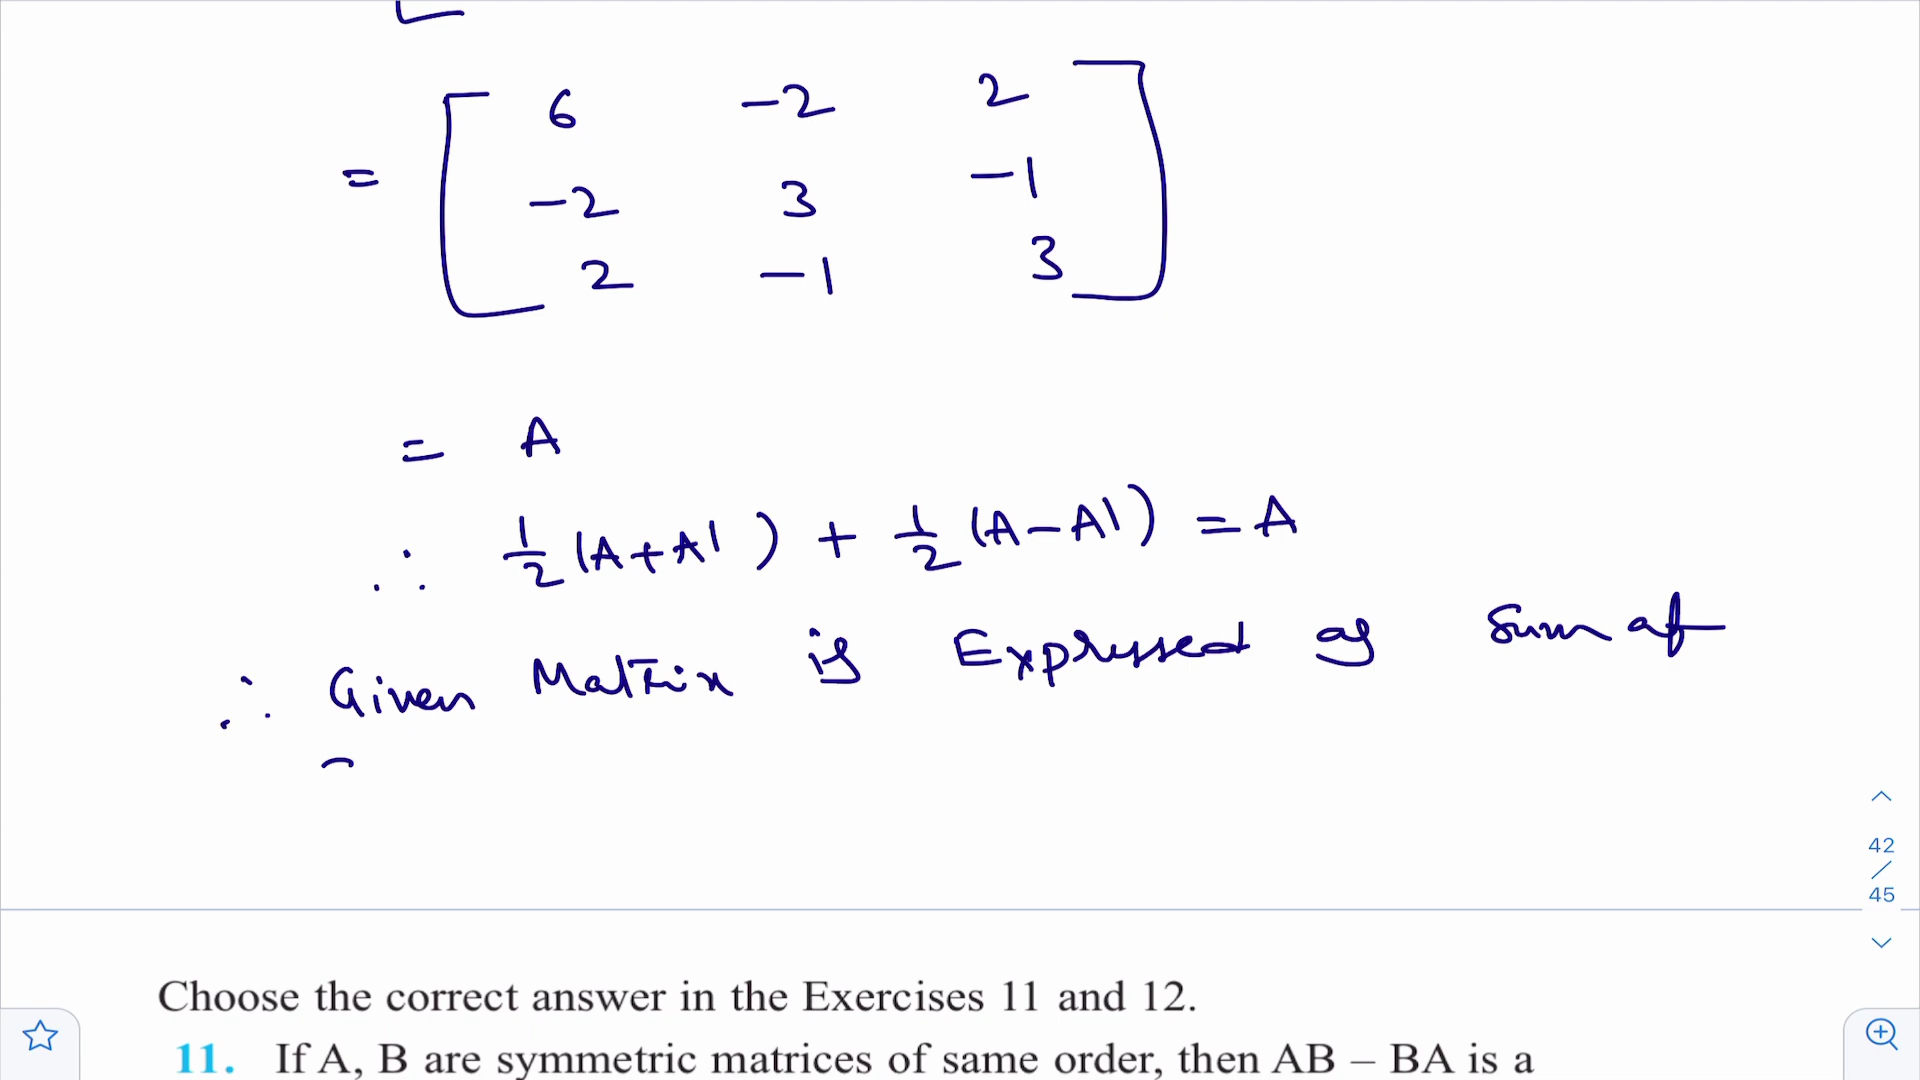 = [ 6 -2 2
-2 3 -1
2 -1 3 ]
= A
∴ 1/2 (A+A') + 1/2 (A-A') = A
∴ Given Matrix is Expressed as sum of
42
/
45
Choose the correct answer in the Exercises 11 and 12.
11. If A, B are symmetric matrices of same order, then AB – BA is a